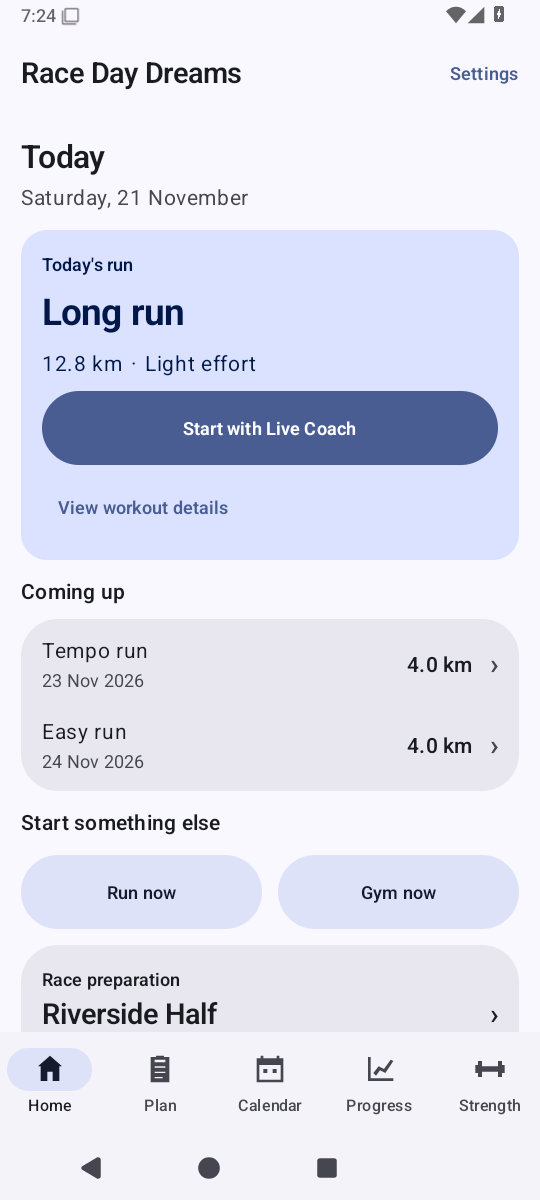 7:24
Race Day Dreams
Settings
Today
Saturday, 21 November
Today's run
Long run
12.8 km · Light effort
Start with Live Coach
View workout details
Coming up
Tempo run
23 Nov 2026
4.0 km ›
Easy run
24 Nov 2026
4.0 km ›
Start something else
Run now
Gym now
Race preparation
Riverside Half ›
Home
Plan
Calendar
Progress
Strength